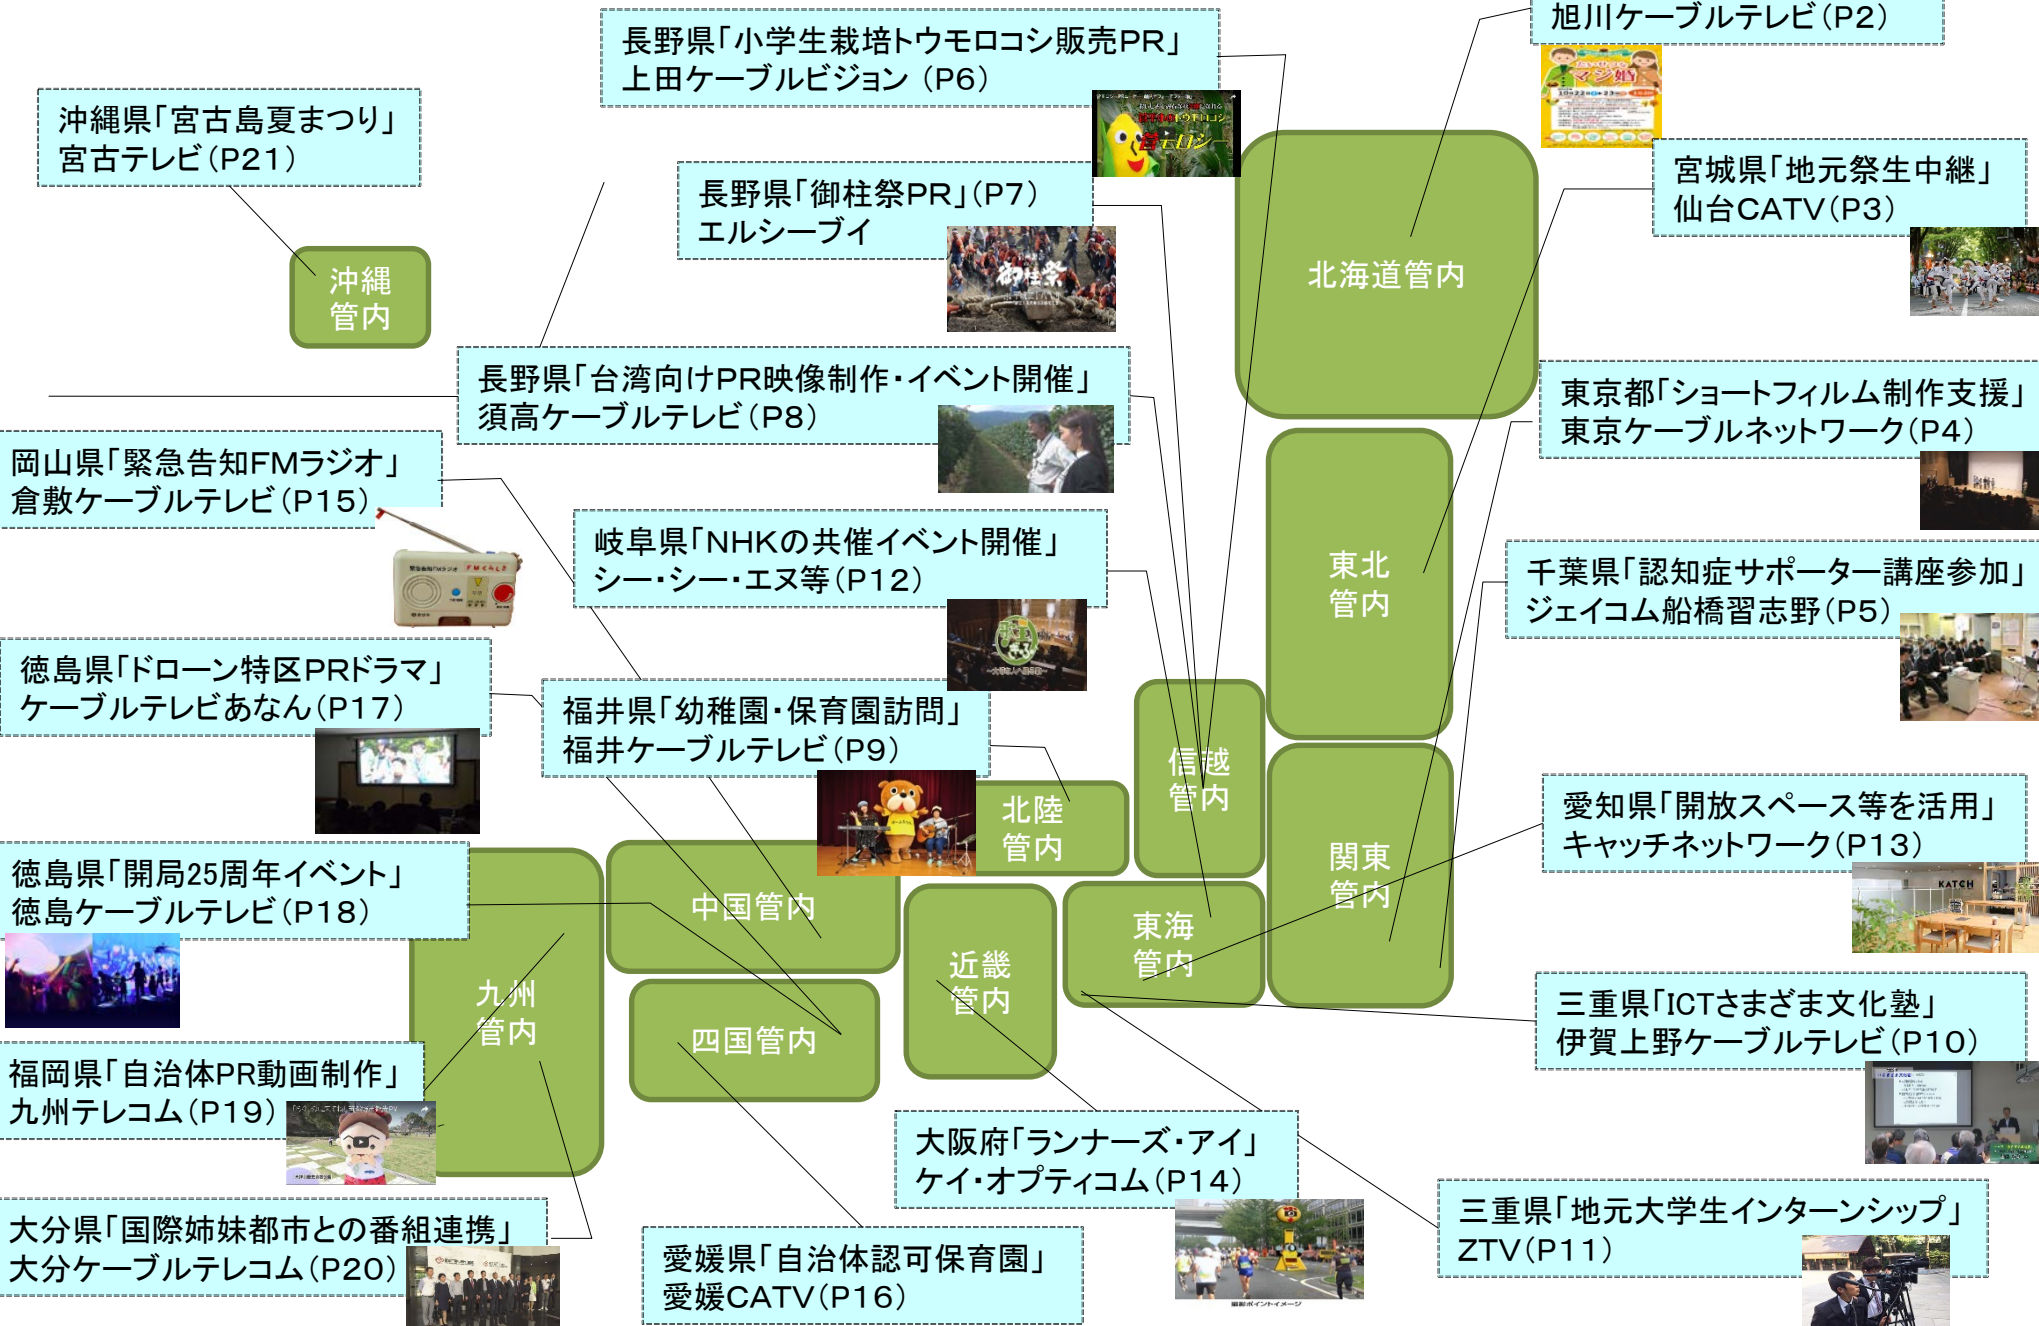 旭川ケーブルテレビ(P2)
長野県「小学生栽培トウモロコシ販売PR」
上田ケーブルビジョン (P6)
沖縄県「宮古島夏まつり」
宮古テレビ(P21)
マジ婚
宮城県「地元祭生中継」
仙台CATV(P3)
長野県「御柱祭PR」(P7)
エルシーブイ
御柱祭
沖縄
管内
北海道管内
長野県「台湾向けPR映像制作・イベント開催」
須高ケーブルテレビ(P8)
東京都「ショートフィルム制作支援」
東京ケーブルネットワーク(P4)
岡山県「緊急告知FMラジオ」
倉敷ケーブルテレビ(P15)
岐阜県「NHKの共催イベント開催」
シー・シー・エヌ等(P12)
東北
管内
千葉県「認知症サポーター講座参加」
ジェイコム船橋習志野(P5)
徳島県「ドローン特区PRドラマ」
ケーブルテレビあなん(P17)
福井県「幼稚園・保育園訪問」
福井ケーブルテレビ(P9)
信越
管内
北陸
管内
愛知県「開放スペース等を活用」
キャッチネットワーク(P13)
KATCH
関東
管内
徳島県「開局25周年イベント」
徳島ケーブルテレビ(P18)
中国管内
東海
管内
近畿
管内
九州
管内
四国管内
三重県「ICTさまざま文化塾」
伊賀上野ケーブルテレビ(P10)
福岡県「自治体PR動画制作」
九州テレコム(P19)
大阪府「ランナーズ・アイ」
ケイ・オプティコム(P14)
撮影ポイントイメージ
三重県「地元大学生インターンシップ」
ZTV(P11)
大分県「国際姉妹都市との番組連携」
大分ケーブルテレコム(P20)
愛媛県「自治体認可保育園」
愛媛CATV(P16)